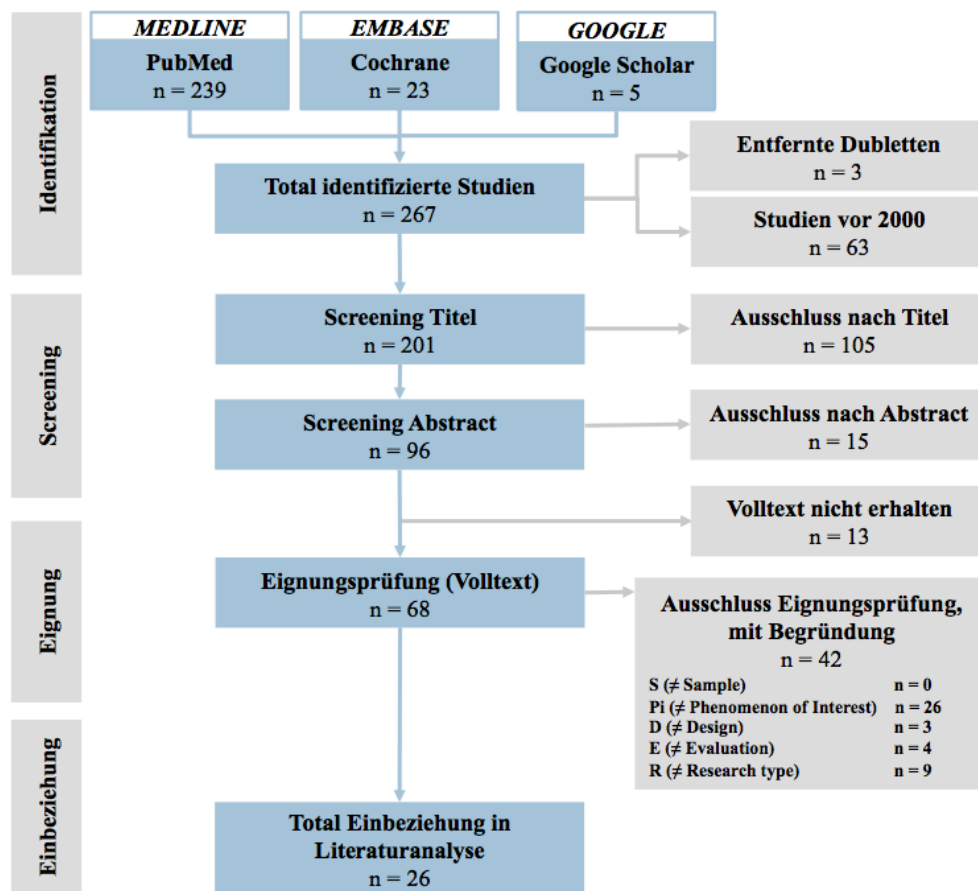 Identifikation
MEDLINE
PubMed
n = 239
EMBASE
Cochrane
n = 23
GOOGLE
Google Scholar
n = 5
Total identifizierte Studien
n = 267
Entfernte Dubletten
n = 3
Studien vor 2000
n = 63
Screening
Screening Titel
n = 201
Ausschluss nach Titel
n = 105
Screening Abstract
n = 96
Ausschluss nach Abstract
n = 15
Volltext nicht erhalten
n = 13
Eignung
Eignungsprüfung (Volltext)
n = 68
Ausschluss Eignungsprüfung,
mit Begründung
n = 42
S (≠ Sample) n = 0
Pi (≠ Phenomenon of Interest) n = 26
D (≠ Design) n = 3
E (≠ Evaluation) n = 4
R (≠ Research type) n = 9
Einbeziehung
Total Einbeziehung in
Literaturanalyse
n = 26